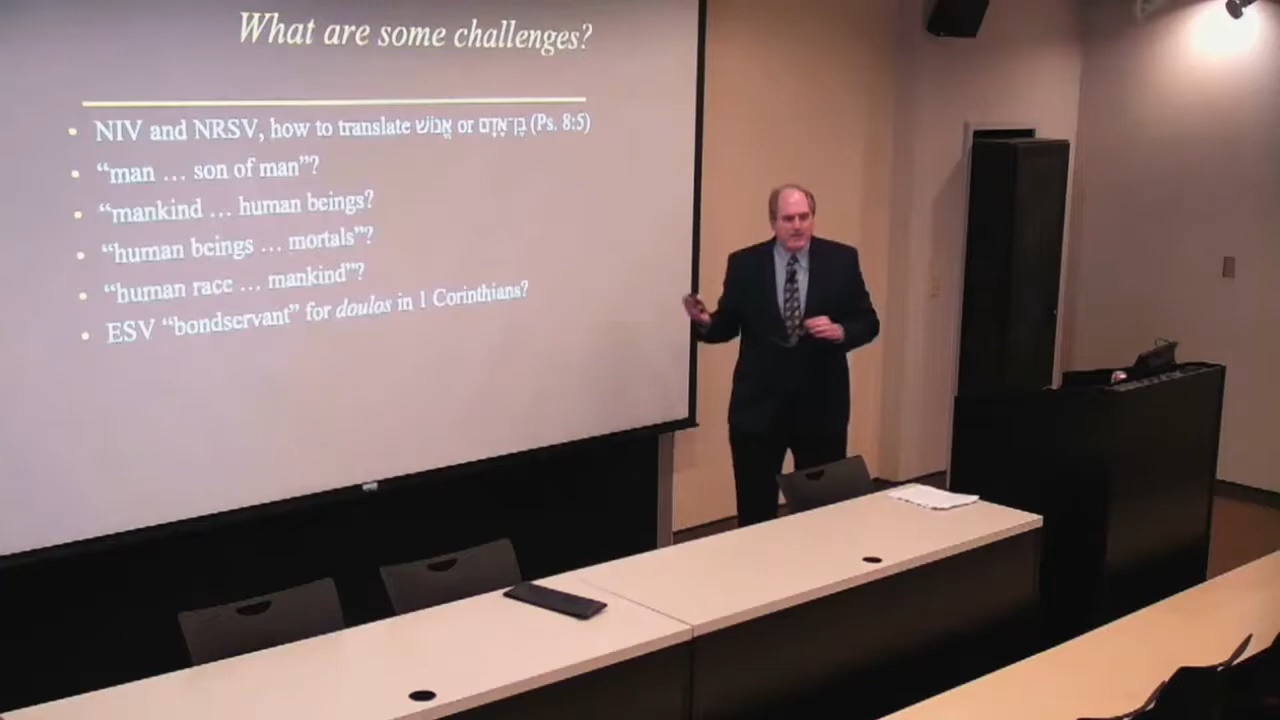 What are some challenges?
• NIV and NRSV, how to translate אֱנוֹשׁ or בֶן־אָדָם (Ps. 8:5)
• “man … son of man”?
• “mankind … human beings?
• “human beings … mortals”?
• “human race … mankind”?
• ESV “bondservant” for doulos in 1 Corinthians?